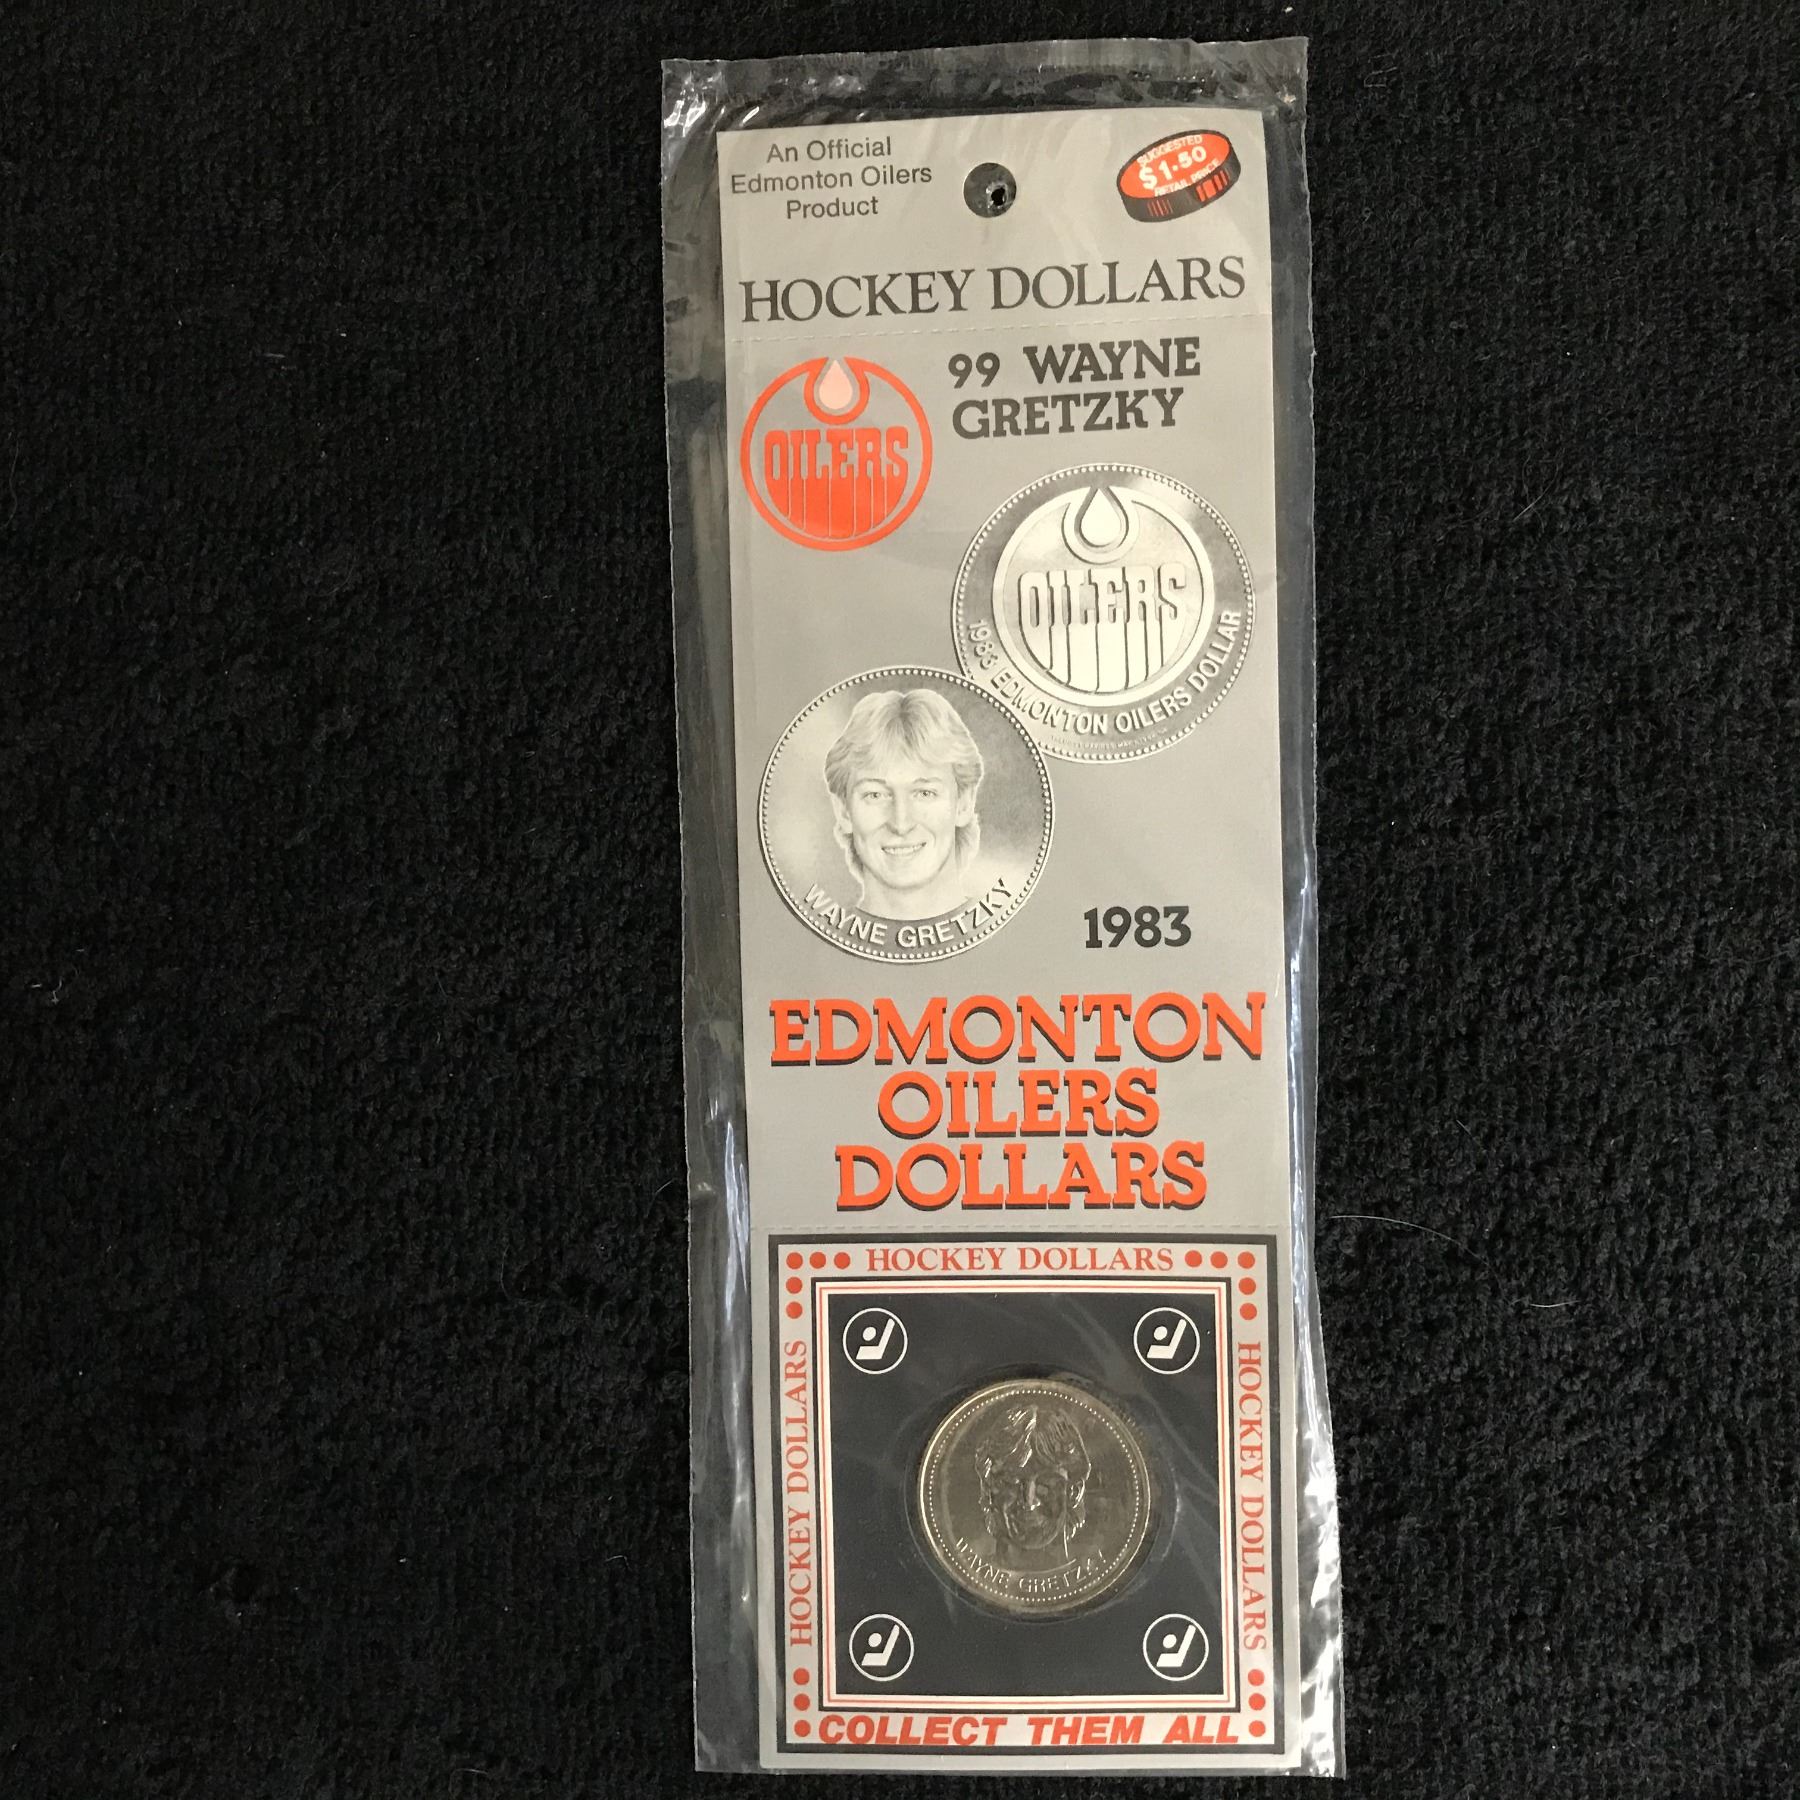 An Official
Edmonton Oilers
Product
SUGGESTED
$1.50
RETAIL PRICE
HOCKEY DOLLARS
99 WAYNE
GRETZKY
OILERS
OILERS
1983 EDMONTON OILERS DOLLAR
WAYNE GRETZKY
1983
EDMONTON
OILERS
DOLLARS
HOCKEY DOLLARS
HOCKEY DOLLARS
HOCKEY DOLLARS
WAYNE GRETZKY
COLLECT THEM ALL